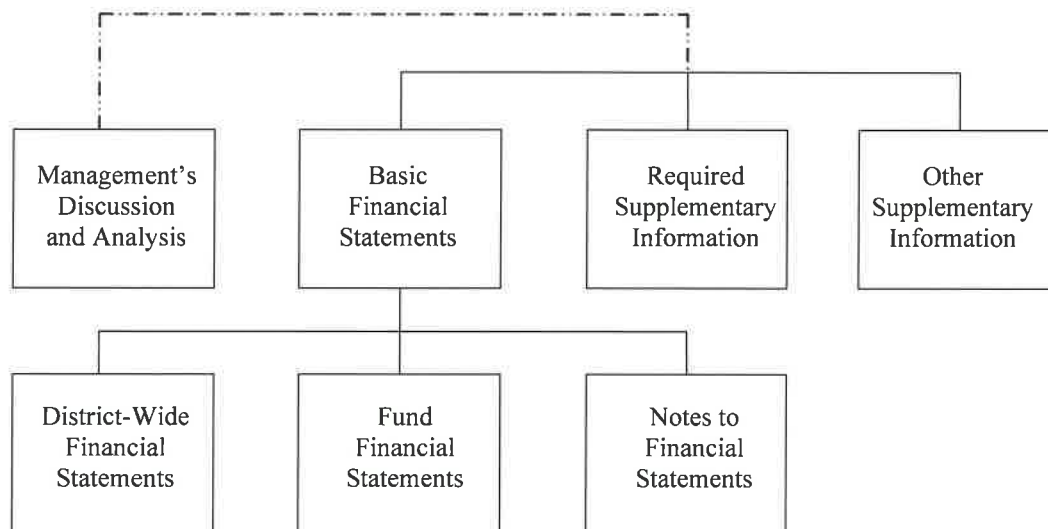 Management's
Discussion
and Analysis
Basic
Financial
Statements
Required
Supplementary
Information
Other
Supplementary
Information
District-Wide
Financial
Statements
Fund
Financial
Statements
Notes to
Financial
Statements